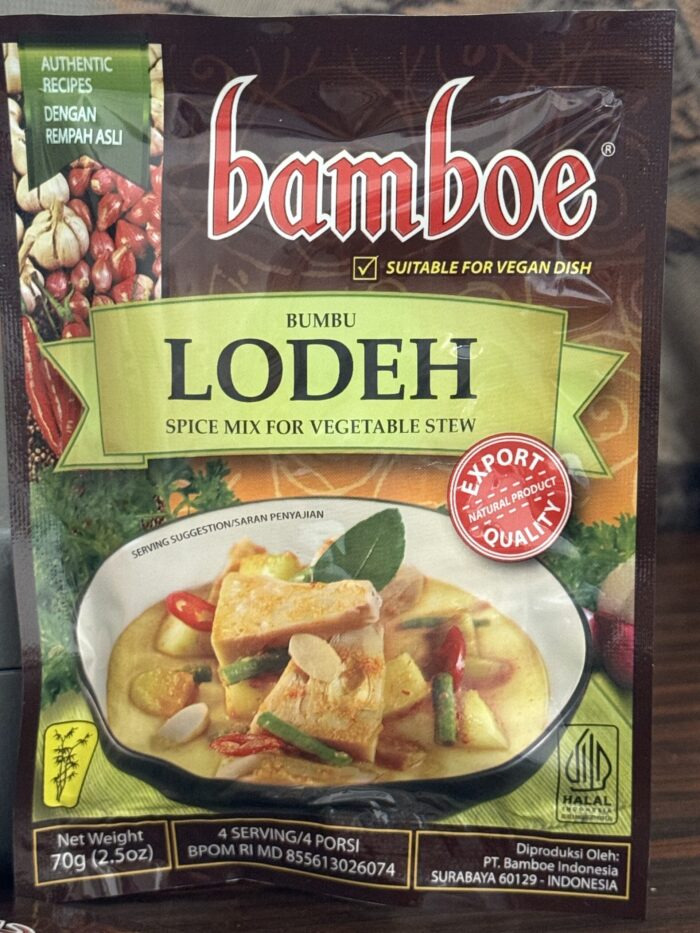 AUTHENTIC
RECIPES
DENGAN
REMPAH ASLI
bamboe®
SUITABLE FOR VEGAN DISH
BUMBU
LODEH
SPICE MIX FOR VEGETABLE STEW
EXPORT
NATURAL PRODUCT
QUALITY
SERVING SUGGESTION/SARAN PENYAJIAN
HALAL
INDONESIA
Net Weight
70g (2.5oz)
4 SERVING/4 PORSI
BPOM RI MD 855613026074
Diproduksi Oleh:
PT. Bamboe Indonesia
SURABAYA 60129 - INDONESIA